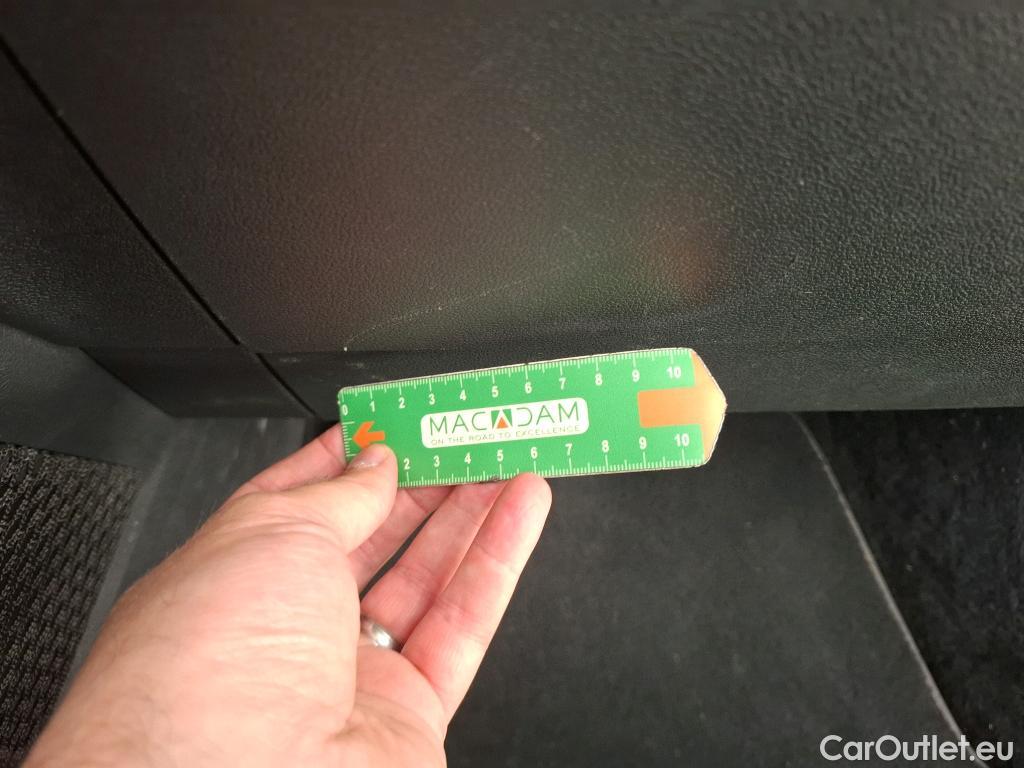 0 1 2 3 4 5 6 7 8 9 10
MACADAM
ON THE ROAD TO EXCELLENCE
2 3 4 5 6 7 8 9 10
CarOutlet.eu